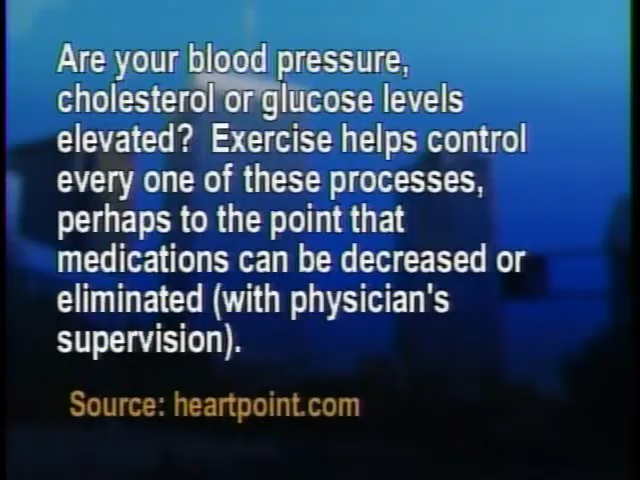 Are your blood pressure,
cholesterol or glucose levels
elevated?  Exercise helps control
every one of these processes,
perhaps to the point that
medications can be decreased or
eliminated (with physician's
supervision).
Source: heartpoint.com